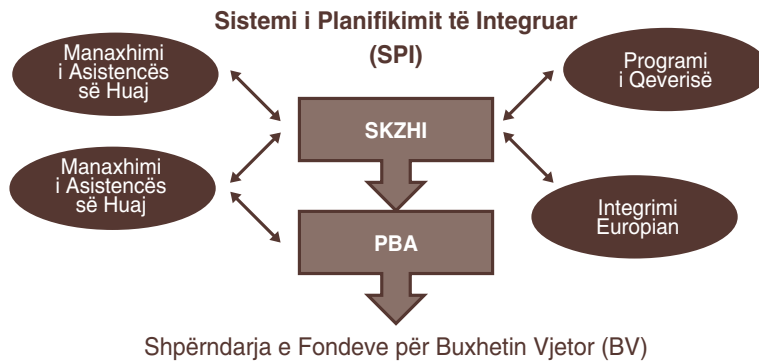 Sistemi i Planifikimit të Integruar
(SPI)
Manaxhimi
i Asistencës
së Huaj
Programi
i Qeverisë
SKZHI
Manaxhimi
i Asistencës
së Huaj
Integrimi
Europian
PBA
Shpërndarja e Fondeve për Buxhetin Vjetor (BV)